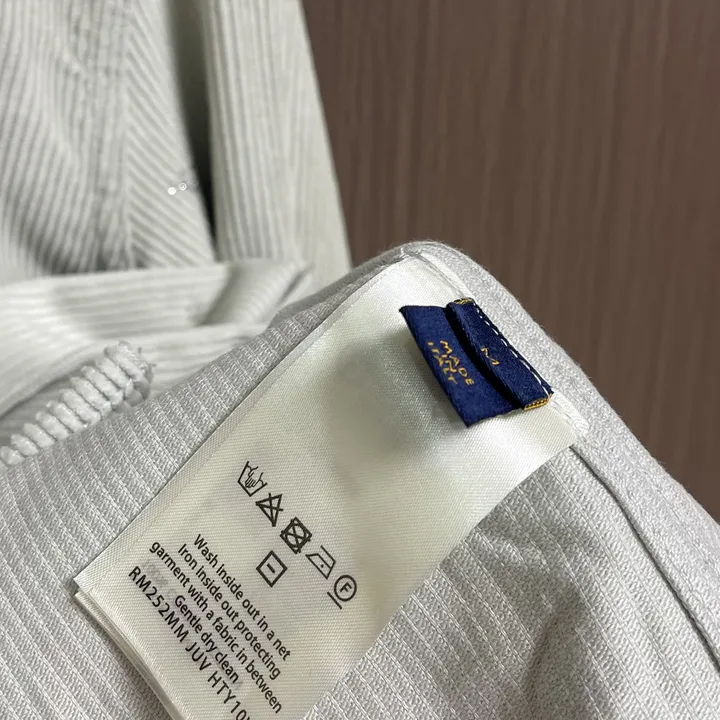 MADE
IN
Wash inside out in a net
Iron inside out protecting
garment with a fabric in between
Gentle dry clean
RM252MM JUV HTY10